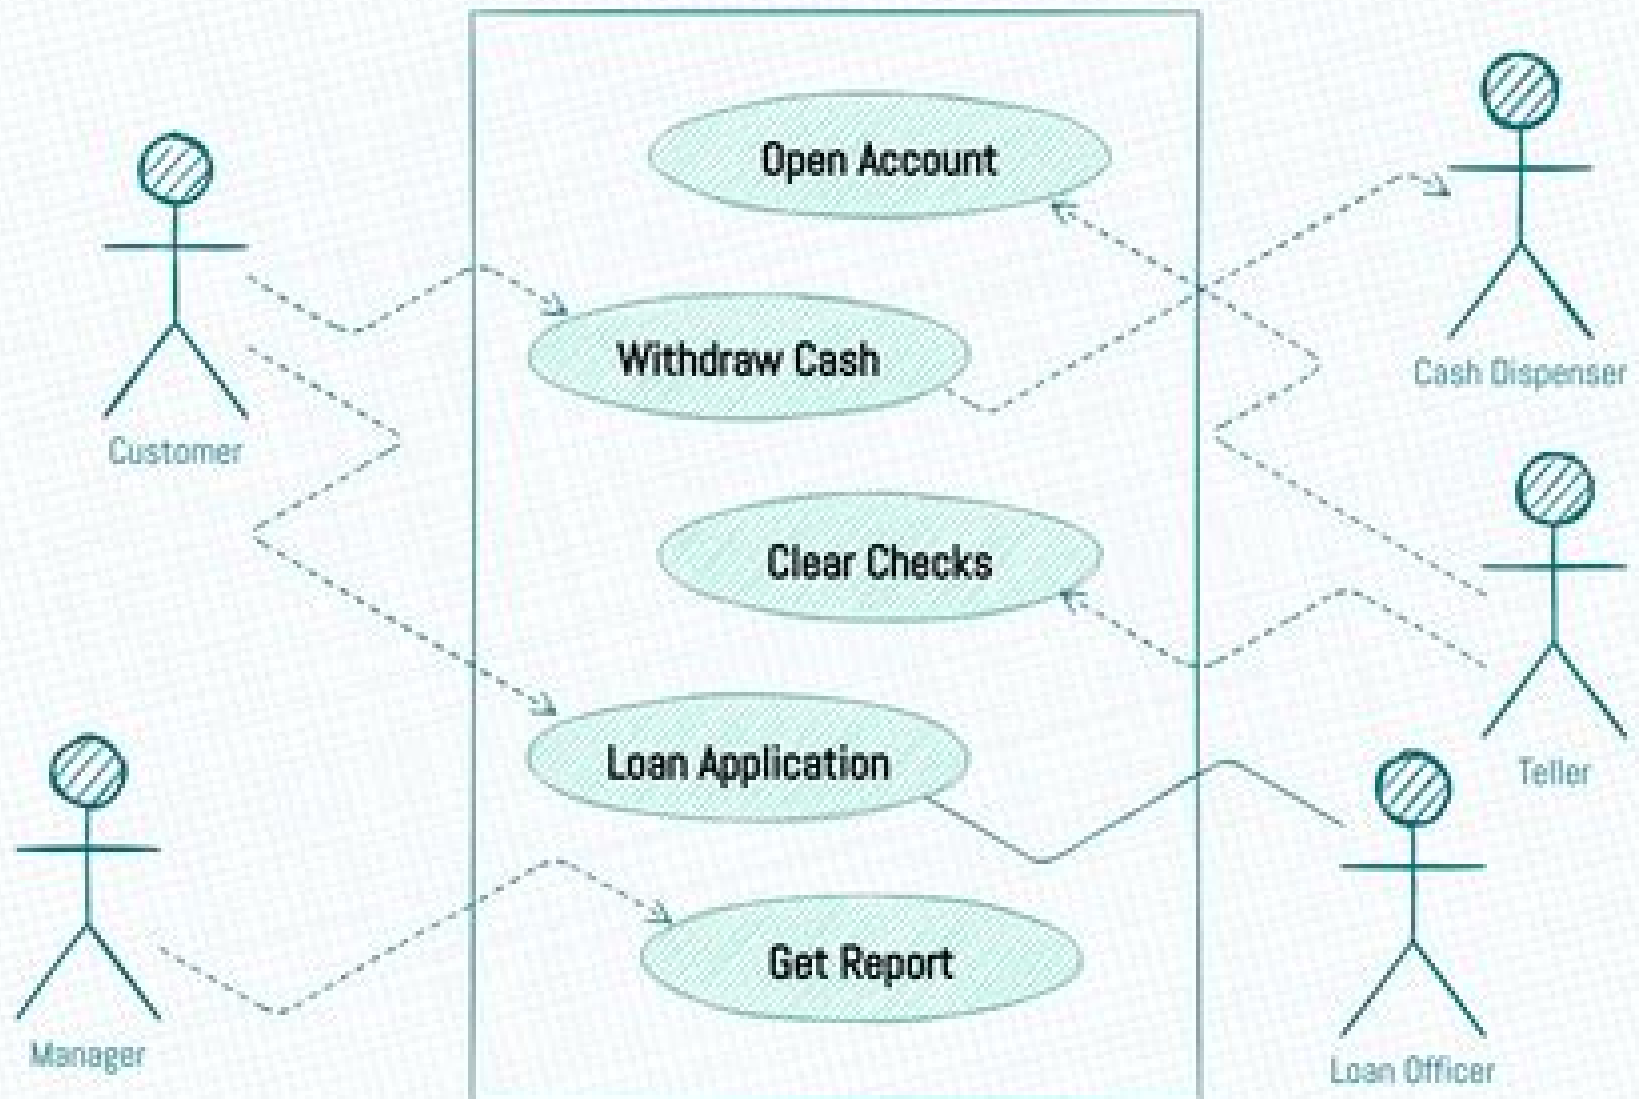 Open Account
Withdraw Cash
Cash Dispenser
Customer
Clear Checks
Loan Application
Teller
Get Report
Manager
Loan Officer